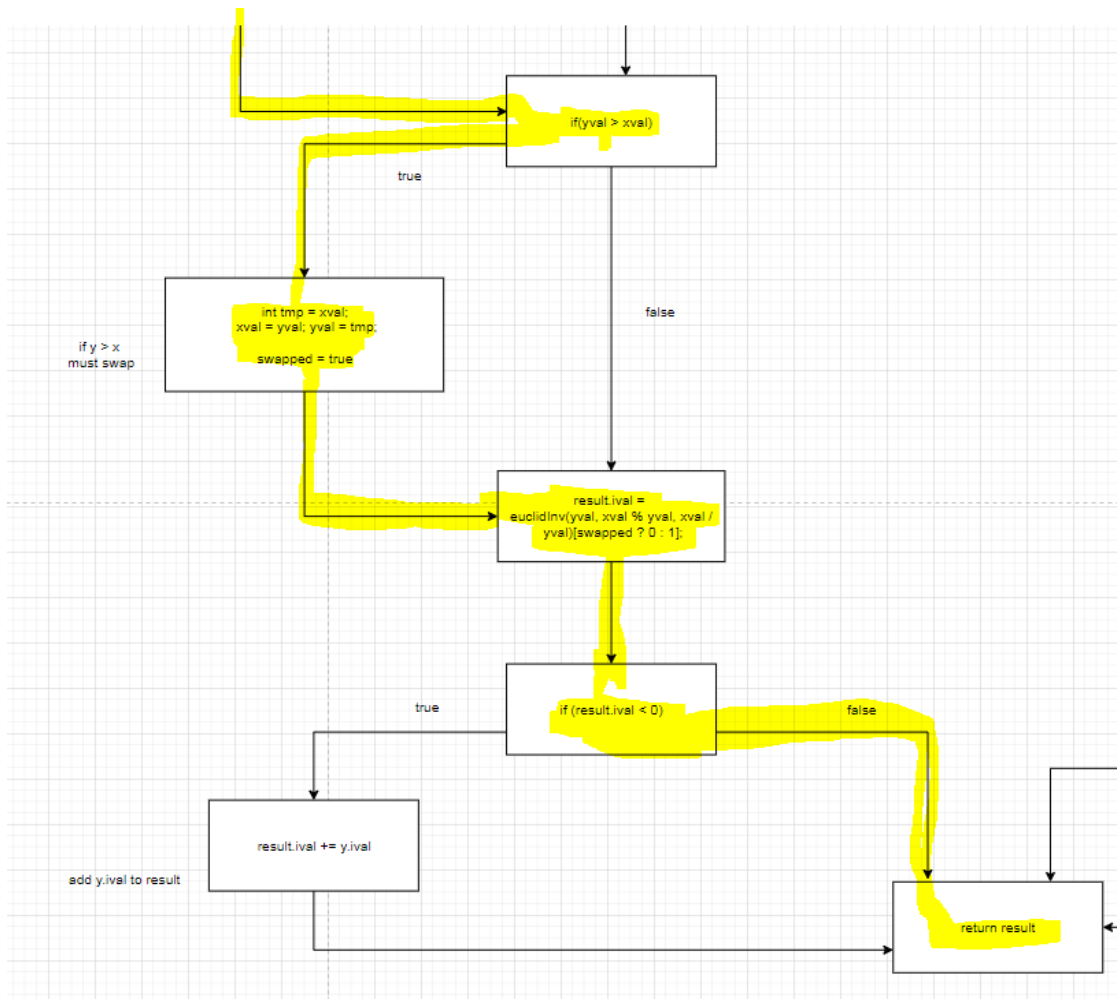 if(yval > xval)
true
int tmp = xval;
xval = yval; yval = tmp;
swapped = true
if y > x
must swap
false
result.ival =
euclidInv(yval, xval % yval, xval /
yval)[swapped ? 0 : 1];
true
if (result.ival < 0)
false
result.ival += y.ival
add y.ival to result
return result